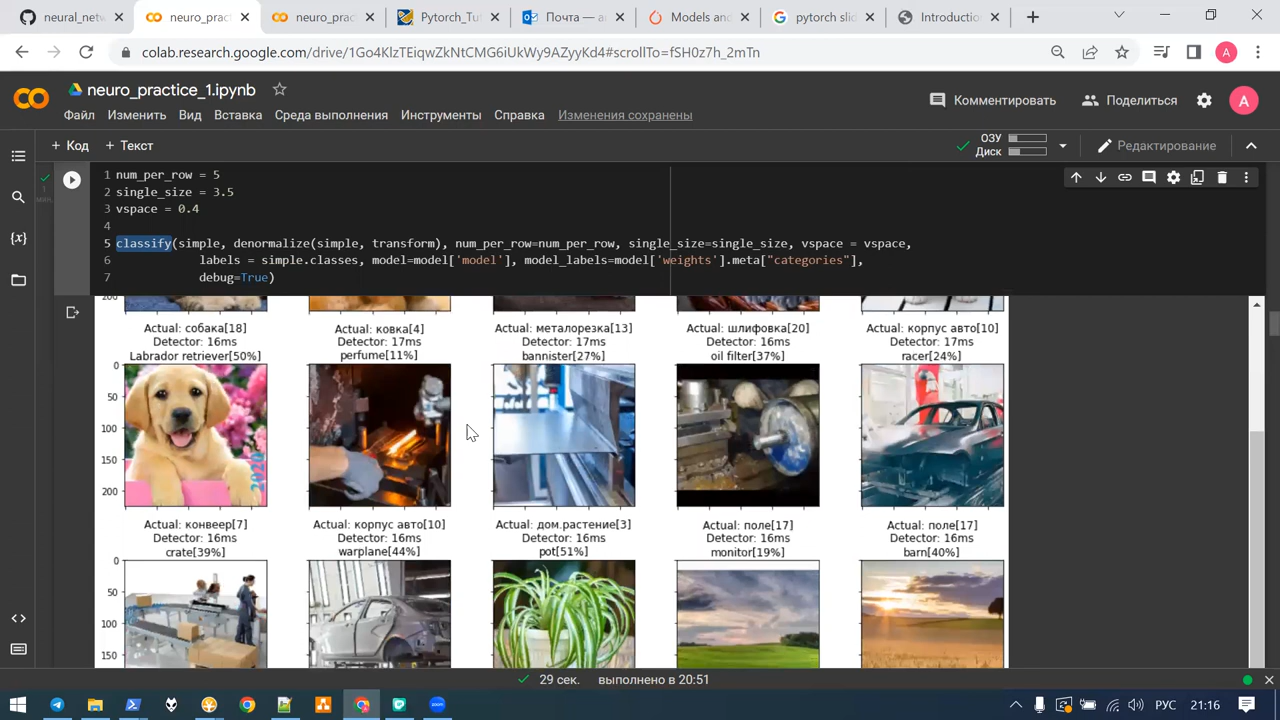 neural_netw
neuro_prac
neuro_prac
Pytorch_Tut
Почта — a
Models and
pytorch slid
Introduction
colab.research.google.com/drive/1Go4KlzTEiqwZkNtCMG6iUkWy9AZyyKd4#scrollTo=fSH0z7h_2mTn
A
neuro_practice_1.ipynb
Комментировать
Поделиться
A
Файл Изменить Вид Вставка Среда выполнения Инструменты Справка Изменения сохранены
+ Код + Текст
ОЗУ
Диск
Редактирование
1 num_per_row = 5
2 single_size = 3.5
3 vspace = 0.4
4
5 classify(simple, denormalize(simple, transform), num_per_row=num_per_row, single_size=single_size, vspace = vspace,
6 labels = simple.classes, model=model['model'], model_labels=model['weights'].meta["categories"],
7 debug=True)
200
Actual: собака[18] Actual: ковка[4] Actual: металорезка[13] Actual: шлифовка[20] Actual: корпус авто[10]
Detector: 16ms Detector: 17ms Detector: 17ms Detector: 16ms Detector: 17ms
Labrador retriever[50%] perfume[11%] bannister[27%] oil filter[37%] racer[24%]
0
50
100
150
200
2020
Actual: конвеер[7] Actual: корпус авто[10] Actual: дом.растение[3] Actual: поле[17] Actual: поле[17]
Detector: 16ms Detector: 16ms Detector: 16ms Detector: 16ms Detector: 16ms
crate[39%] warplane[44%] pot[51%] monitor[19%] barn[40%]
0
50
100
150
29 сек. выполнено в 20:51
zoom
РУС
21:16